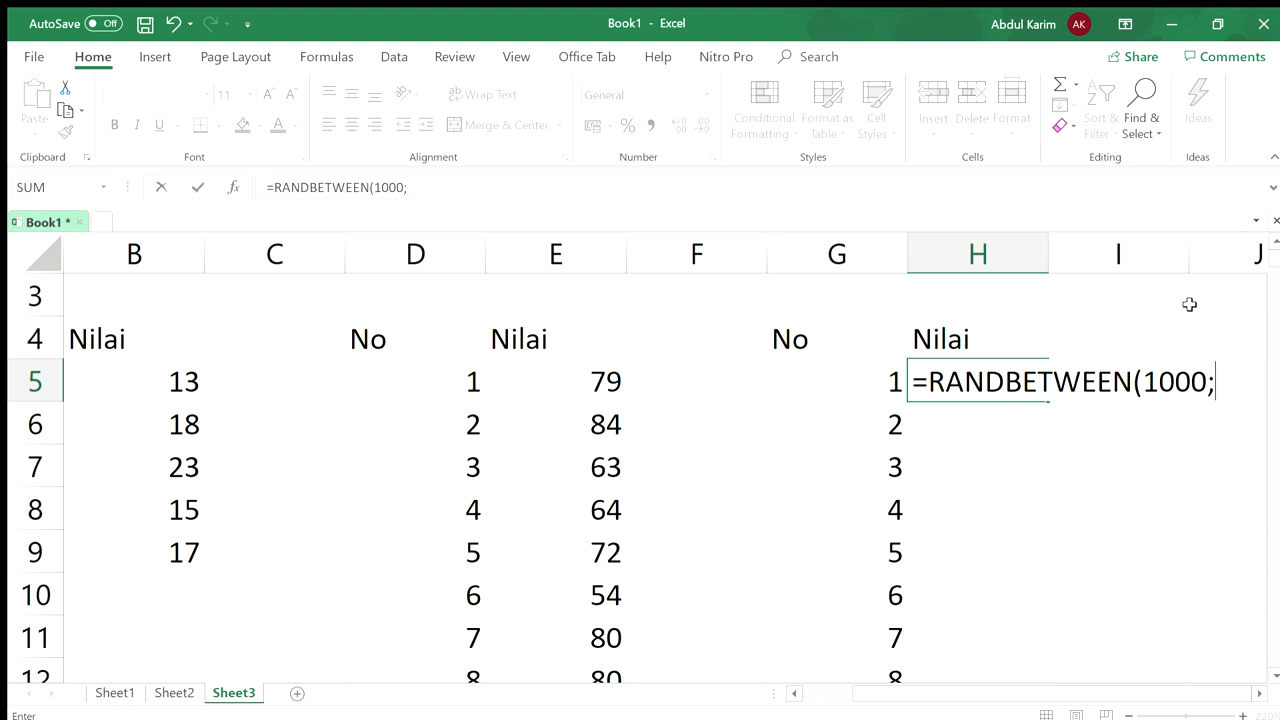 AutoSave Off Book1 - Excel Abdul Karim AK
File Home Insert Page Layout Formulas Data Review View Office Tab Help Nitro Pro Search Share Comments
Paste
11 A A
B I U A
Wrap Text
Merge & Center
General
%
Conditional Formatting
Format as Table
Cell Styles
Insert Delete Format
Sort & Filter
Find & Select
Ideas
Clipboard Font Alignment Number Styles Cells Editing Ideas
SUM fx =RANDBETWEEN(1000;
Book1 *
B C D E F G H I J
3
4 Nilai No Nilai No Nilai
5 13 1 79 1 =RANDBETWEEN(1000;
6 18 2 84 2
7 23 3 63 3
8 15 4 64 4
9 17 5 72 5
10 6 54 6
11 7 80 7
12 8 80 8
Sheet1 Sheet2 Sheet3
Enter